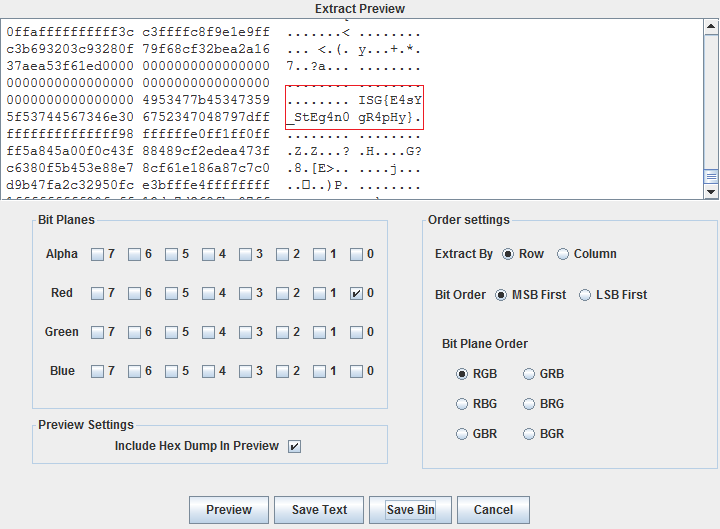 Extract Preview
0ffaffffffffff3c c3ffffc8f9e1e9ff .......< ........
c3b693203c93280f 79f68cf32bea2a16 ... <.(. y...+.*.
37aea53f61ed0000 0000000000000000 7..?a... ........
0000000000000000 0000000000000000 ........ ........
0000000000000000 4953477b45347359 ........ ISG{E4sY
5f53744567346e30 6752347048797dff _StEg4n0 gR4pHy}.
ffffffffffffff98 ffffffe0ff1ff0ff ........ ........
ff5a845a00f0c43f 88489cf2edea473f .Z.Z...? .H....G?
c6380f5b453e88e7 8cf61e186a87c7c0 .8.[E>.. ....j...
d9b47fa2c32950fc e3bfffe4ffffffff ..□..)P. ........
Bit Planes
Alpha 7 6 5 4 3 2 1 0
Red 7 6 5 4 3 2 1 0
Green 7 6 5 4 3 2 1 0
Blue 7 6 5 4 3 2 1 0
Preview Settings
Include Hex Dump In Preview
Order settings
Extract By Row Column
Bit Order MSB First LSB First
Bit Plane Order
RGB GRB
RBG BRG
GBR BGR
Preview Save Text Save Bin Cancel